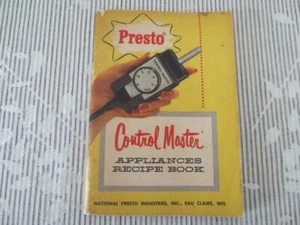 Presto®
Control Master®
APPLIANCES
RECIPE BOOK
NATIONAL PRESTO INDUSTRIES, INC., EAU CLAIRE, WIS.